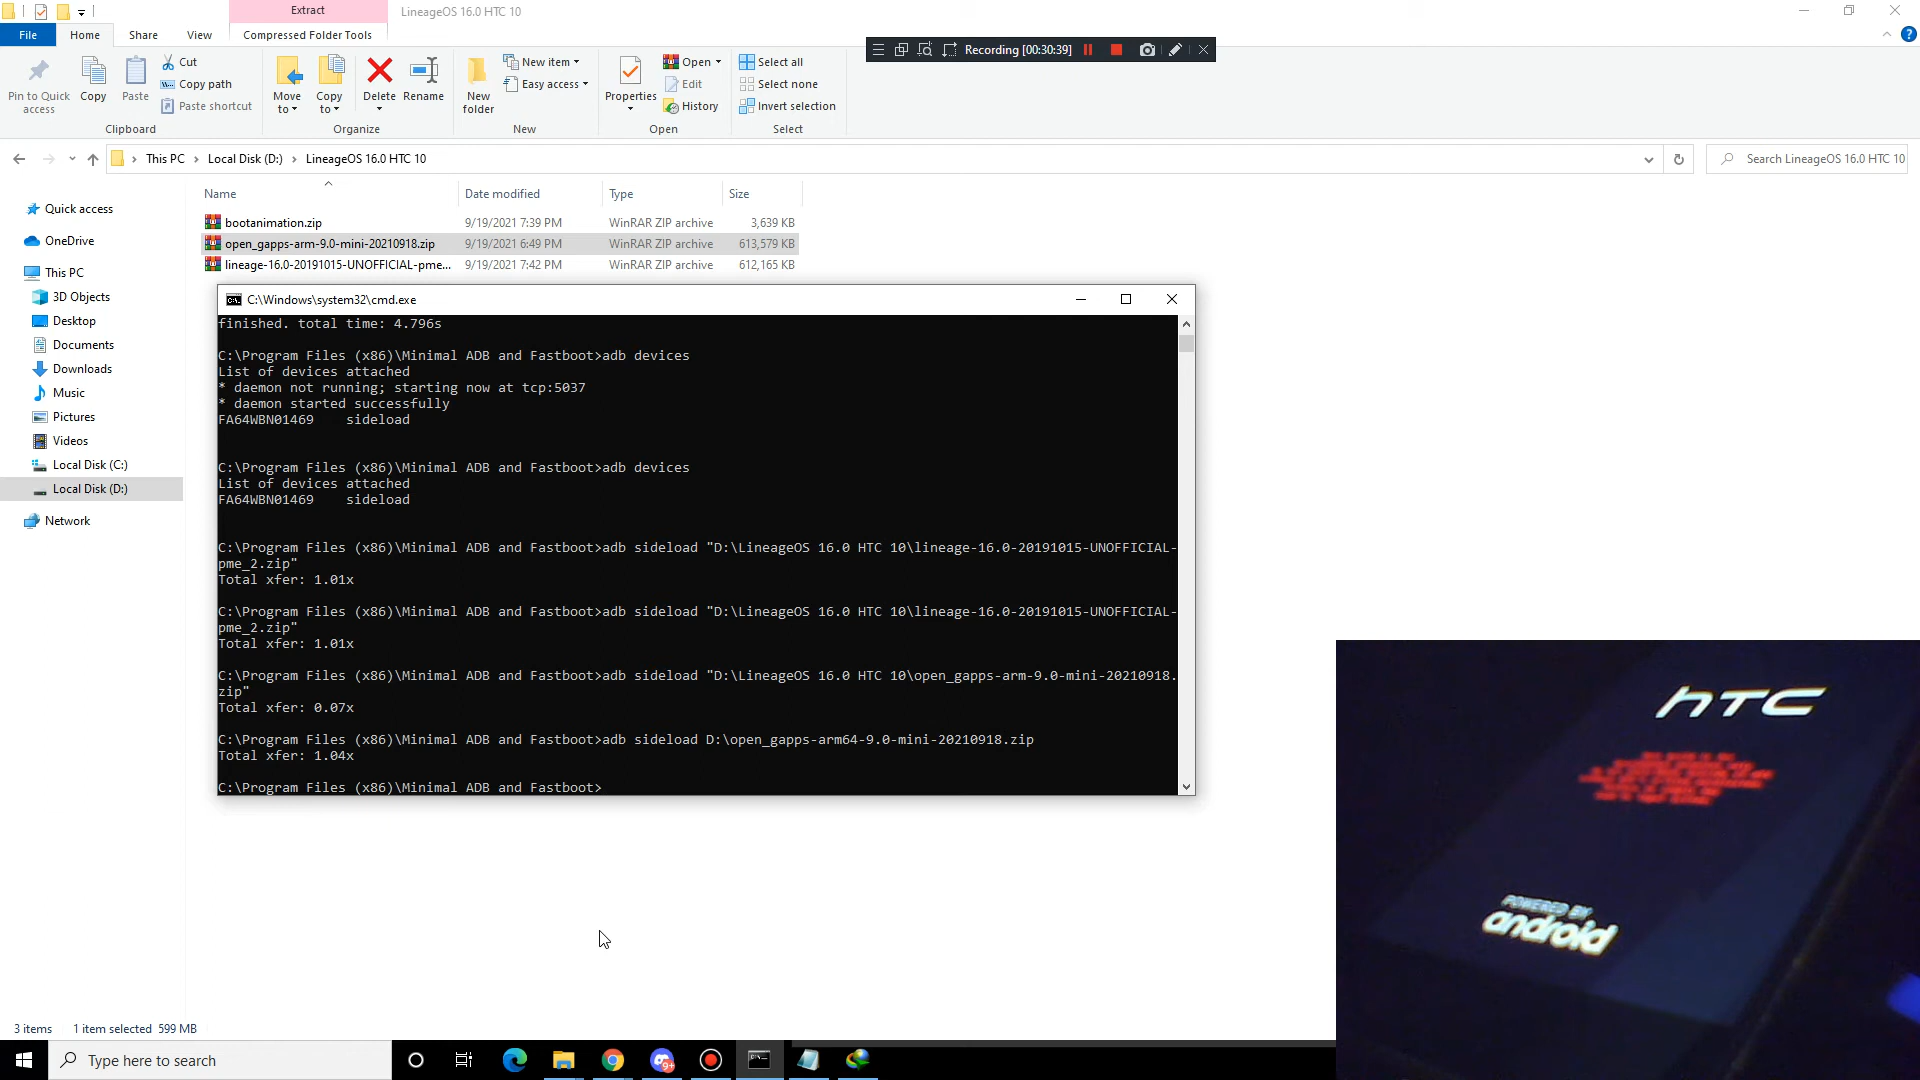 Extract
LineageOS 16.0 HTC 10
File
Home
Share
View
Compressed Folder Tools
Recording [00:30:39]
Pin to Quick access
Copy
Paste
Cut
Copy path
Paste shortcut
Clipboard
Move to
Copy to
Delete
Rename
Organize
New folder
New item
Easy access
New
Properties
Open
Edit
History
Open
Select all
Select none
Invert selection
Select
This PC
Local Disk (D:)
LineageOS 16.0 HTC 10
Search LineageOS 16.0 HTC 10
Quick access
OneDrive
This PC
3D Objects
Desktop
Documents
Downloads
Music
Pictures
Videos
Local Disk (C:)
Local Disk (D:)
Network
Name Date modified Type Size
bootanimation.zip 9/19/2021 7:39 PM WinRAR ZIP archive 3,639 KB
open_gapps-arm-9.0-mini-20210918.zip 9/19/2021 6:49 PM WinRAR ZIP archive 613,579 KB
lineage-16.0-20191015-UNOFFICIAL-pme... 9/19/2021 7:42 PM WinRAR ZIP archive 612,165 KB
C:\Windows\system32\cmd.exe
finished. total time: 4.796s
C:\Program Files (x86)\Minimal ADB and Fastboot>adb devices
List of devices attached
* daemon not running; starting now at tcp:5037
* daemon started successfully
FA64WBN01469 sideload
C:\Program Files (x86)\Minimal ADB and Fastboot>adb devices
List of devices attached
FA64WBN01469 sideload
C:\Program Files (x86)\Minimal ADB and Fastboot>adb sideload "D:\LineageOS 16.0 HTC 10\lineage-16.0-20191015-UNOFFICIAL-
pme_2.zip"
Total xfer: 1.01x
C:\Program Files (x86)\Minimal ADB and Fastboot>adb sideload "D:\LineageOS 16.0 HTC 10\lineage-16.0-20191015-UNOFFICIAL-
pme_2.zip"
Total xfer: 1.01x
C:\Program Files (x86)\Minimal ADB and Fastboot>adb sideload "D:\LineageOS 16.0 HTC 10\open_gapps-arm-9.0-mini-20210918.
zip"
Total xfer: 0.07x
C:\Program Files (x86)\Minimal ADB and Fastboot>adb sideload D:\open_gapps-arm64-9.0-mini-20210918.zip
Total xfer: 1.04x
C:\Program Files (x86)\Minimal ADB and Fastboot>
hTC
POWERED BY
android
3 items 1 item selected 599 MB
Type here to search
9+